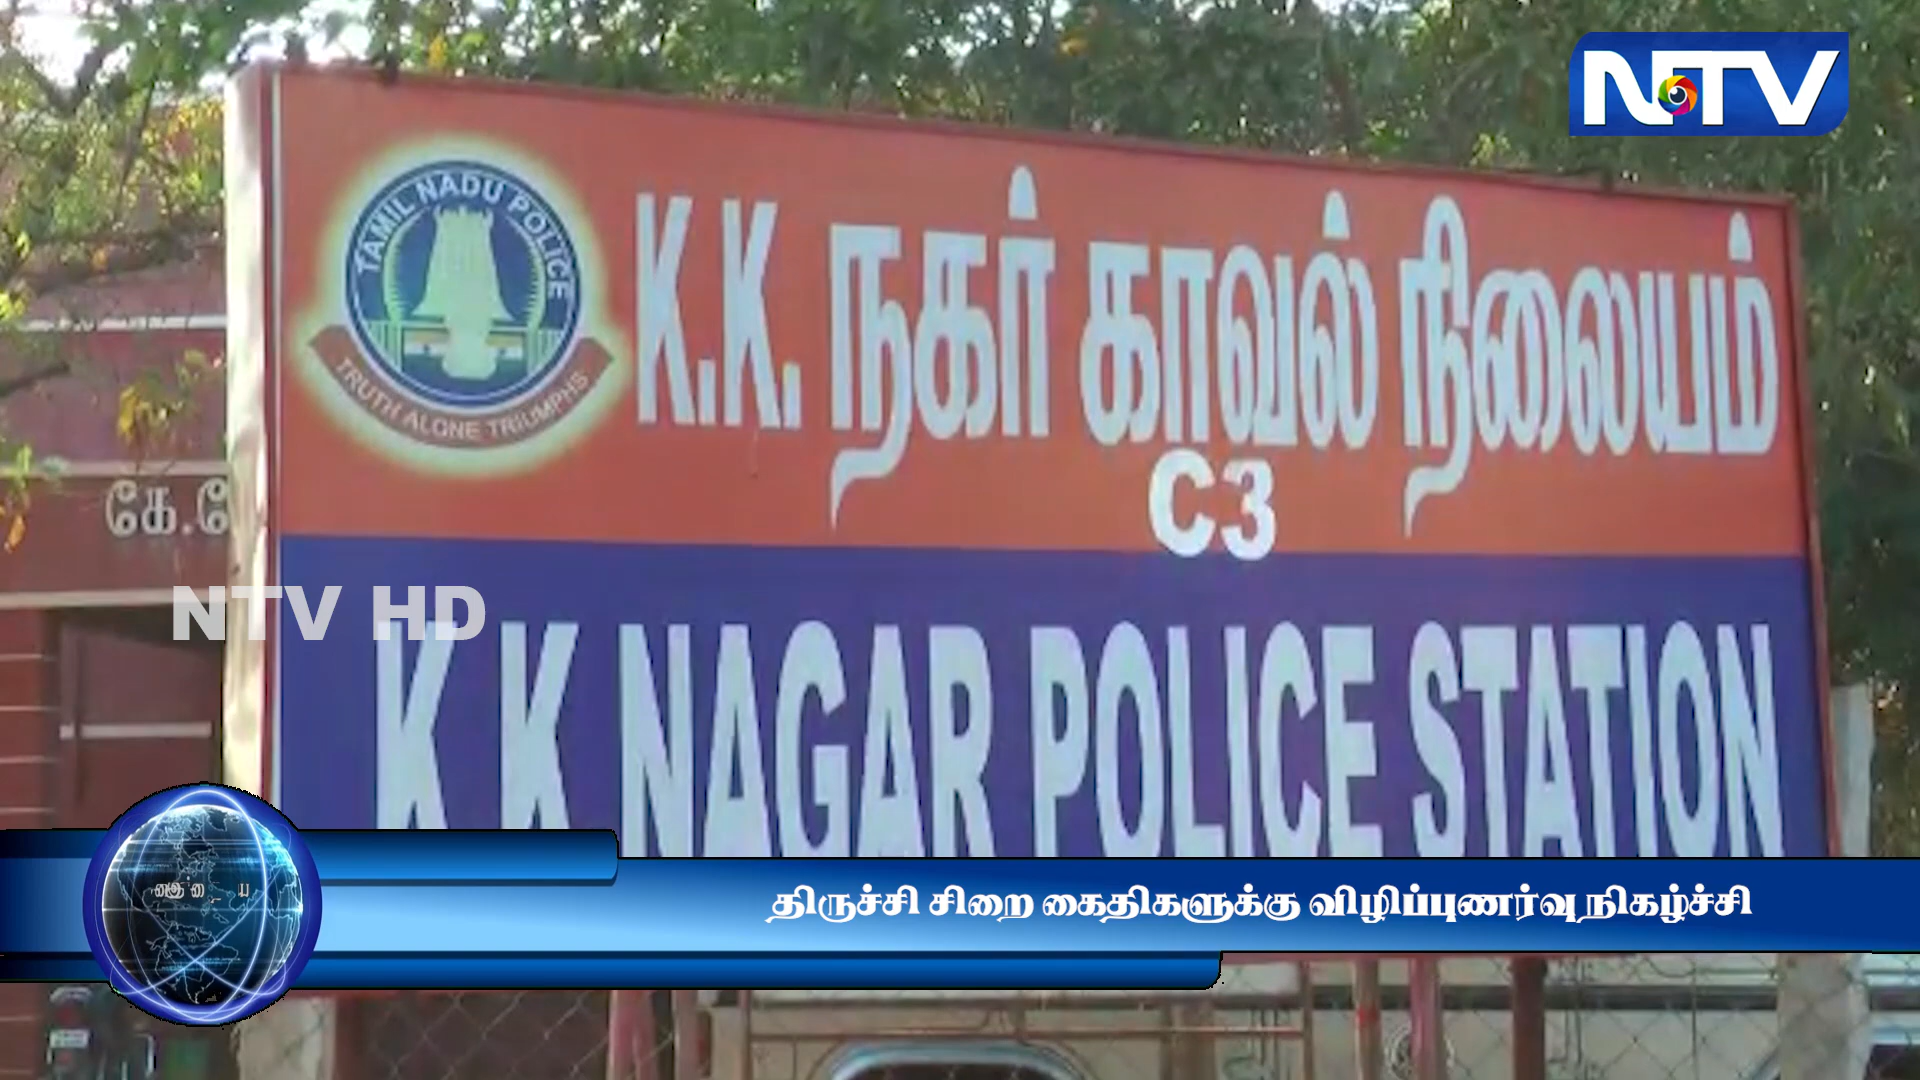 NTV
TAMIL NADU POLICE
TRUTH ALONE TRIUMPHS
K.K. நகர் காவல் நிலையம்
C3
கே.
NTV HD
K K NAGAR POLICE STATION
திருச்சி சிறை கைதிகளுக்கு விழிப்புணர்வு நிகழ்ச்சி